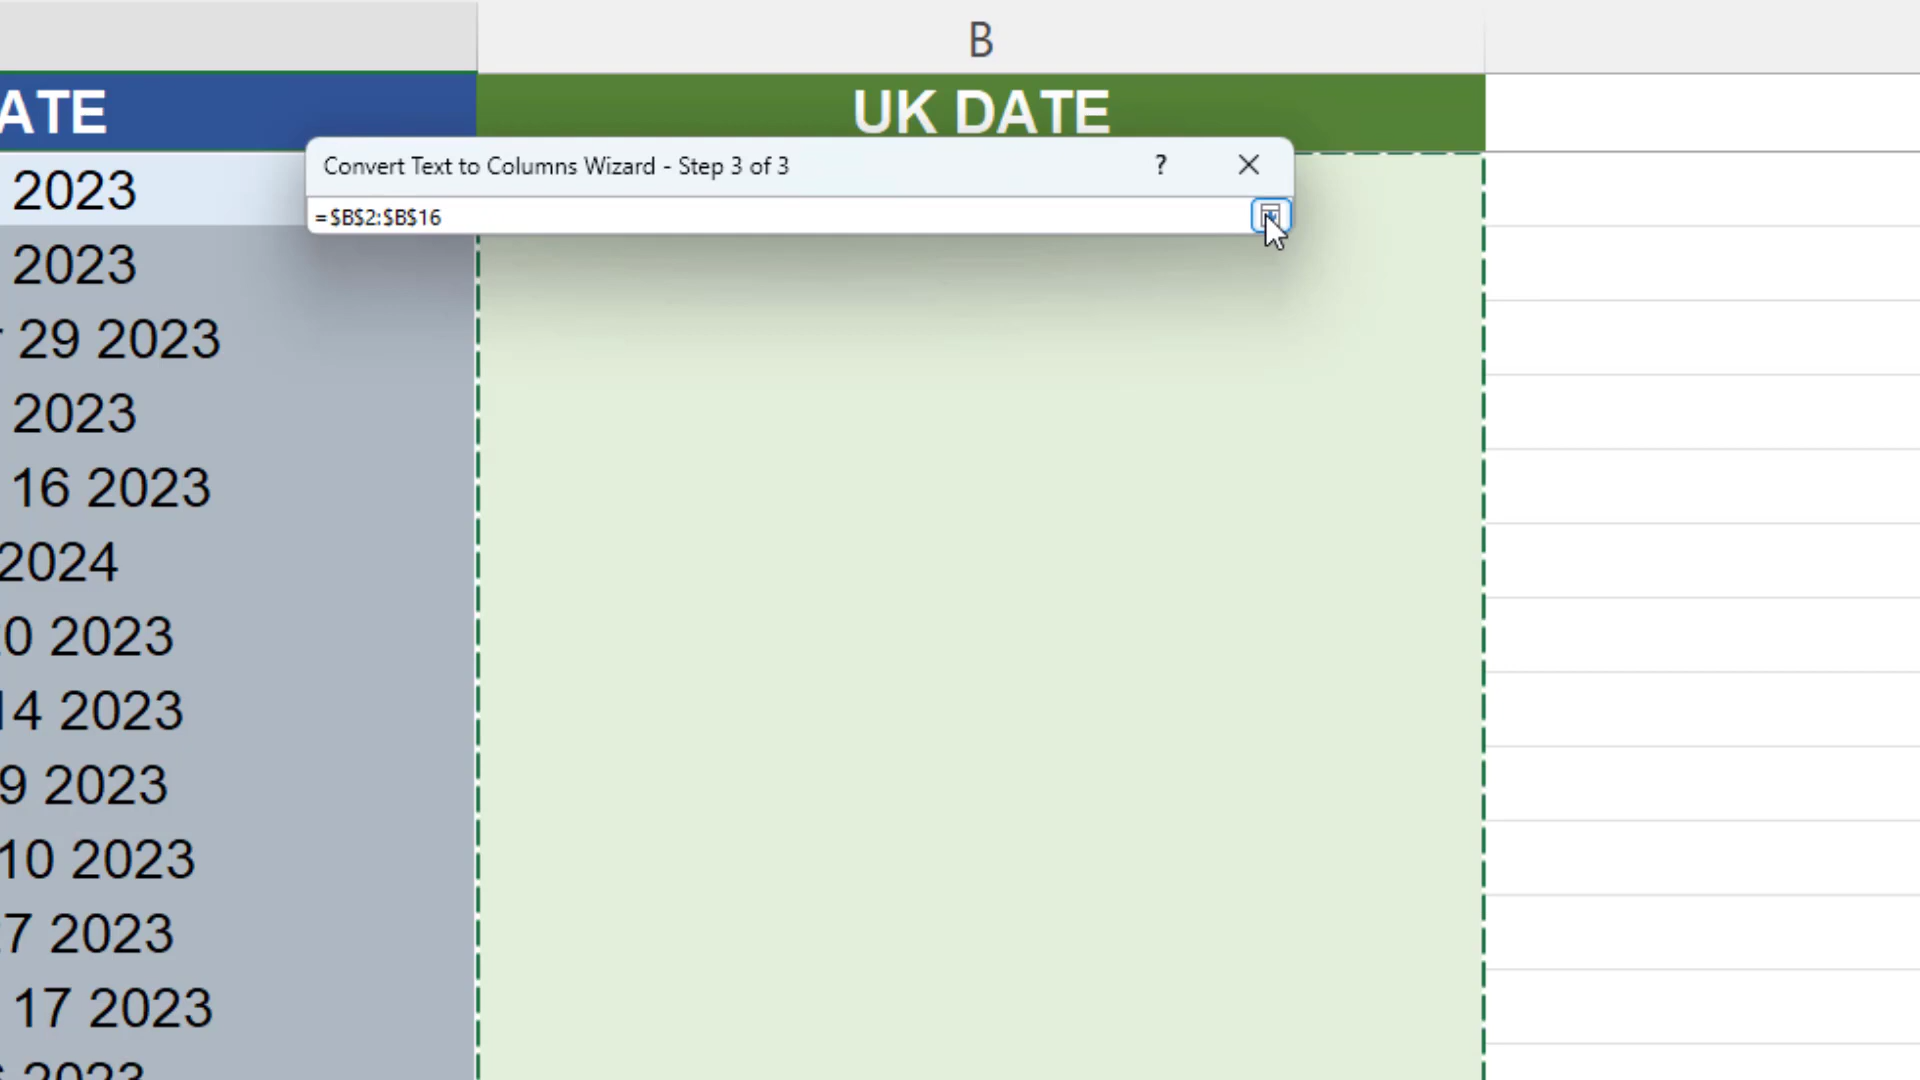 B
ATE
UK DATE
Convert Text to Columns Wizard - Step 3 of 3 ?
=$B$2:$B$16
2023
2023
29 2023
2023
16 2023
2024
0 2023
14 2023
9 2023
10 2023
7 2023
17 2023
2023